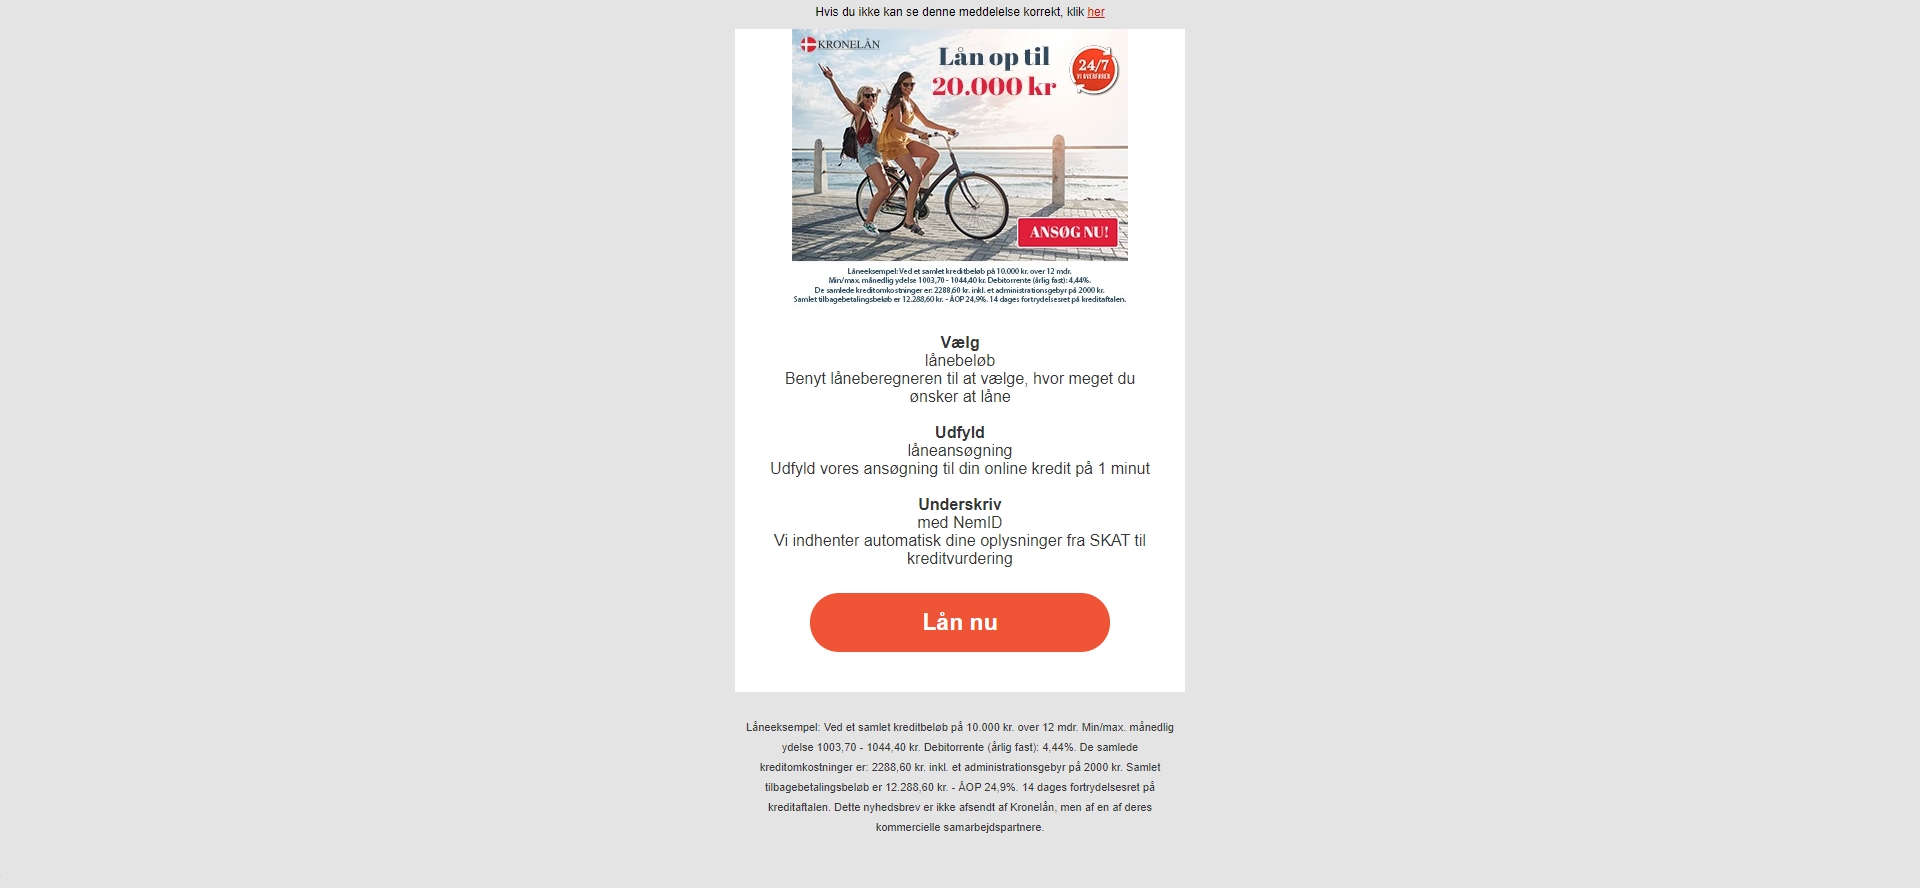 Hvis du ikke kan se denne meddelelse korrekt, klik her
KRONELÅN
Lån op til
20.000 kr
24/7
VI OVERFØRER
ANSØG NU!
Låneeksempel: Ved et samlet kreditbeløb på 10.000 kr. over 12 mdr.
Min/max. månedlig ydelse 1003,70 - 1044,40 kr. Debitorrente (årlig fast): 4,44%.
De samlede kreditomkostninger er: 2288,60 kr. inkl. et administrationsgebyr på 2000 kr.
Samlet tilbagebetalingsbeløb er 12.288,60 kr. - ÅOP 24,9%. 14 dages fortrydelsesret på kreditaftalen.
Vælg
lånebeløb
Benyt låneberegneren til at vælge, hvor meget du
ønsker at låne
Udfyld
låneansøgning
Udfyld vores ansøgning til din online kredit på 1 minut
Underskriv
med NemID
Vi indhenter automatisk dine oplysninger fra SKAT til
kreditvurdering
Lån nu
Låneeksempel: Ved et samlet kreditbeløb på 10.000 kr. over 12 mdr. Min/max. månedlig
ydelse 1003,70 - 1044,40 kr. Debitorrente (årlig fast): 4,44%. De samlede
kreditomkostninger er: 2288,60 kr. inkl. et administrationsgebyr på 2000 kr. Samlet
tilbagebetalingsbeløb er 12.288,60 kr. - ÅOP 24,9%. 14 dages fortrydelsesret på
kreditaftalen. Dette nyhedsbrev er ikke afsendt af Kronelån, men af en af deres
kommercielle samarbejdspartnere.